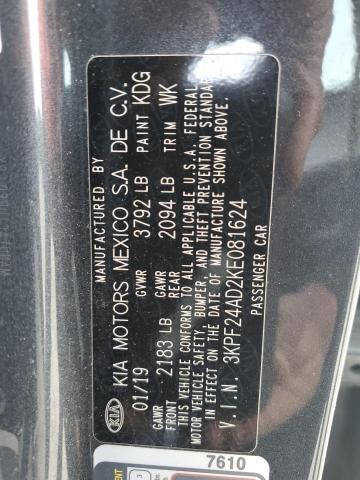 MANUFACTURED BY
KIA MOTORS MEXICO S.A. DE C.V.
01/19 GVWR 3792 LB PAINT KDG
GAWR FRONT 2183 LB GAWR REAR 2094 LB TRIM WK
THIS VEHICLE CONFORMS TO ALL APPLICABLE U.S.A. FEDERAL
MOTOR VEHICLE SAFETY, BUMPER, AND THEFT PREVENTION STANDARDS
IN EFFECT ON THE DATE OF MANUFACTURE SHOWN ABOVE.
V.I.N. 3KPF24AD2KE081624
PASSENGER CAR
KIA
7610